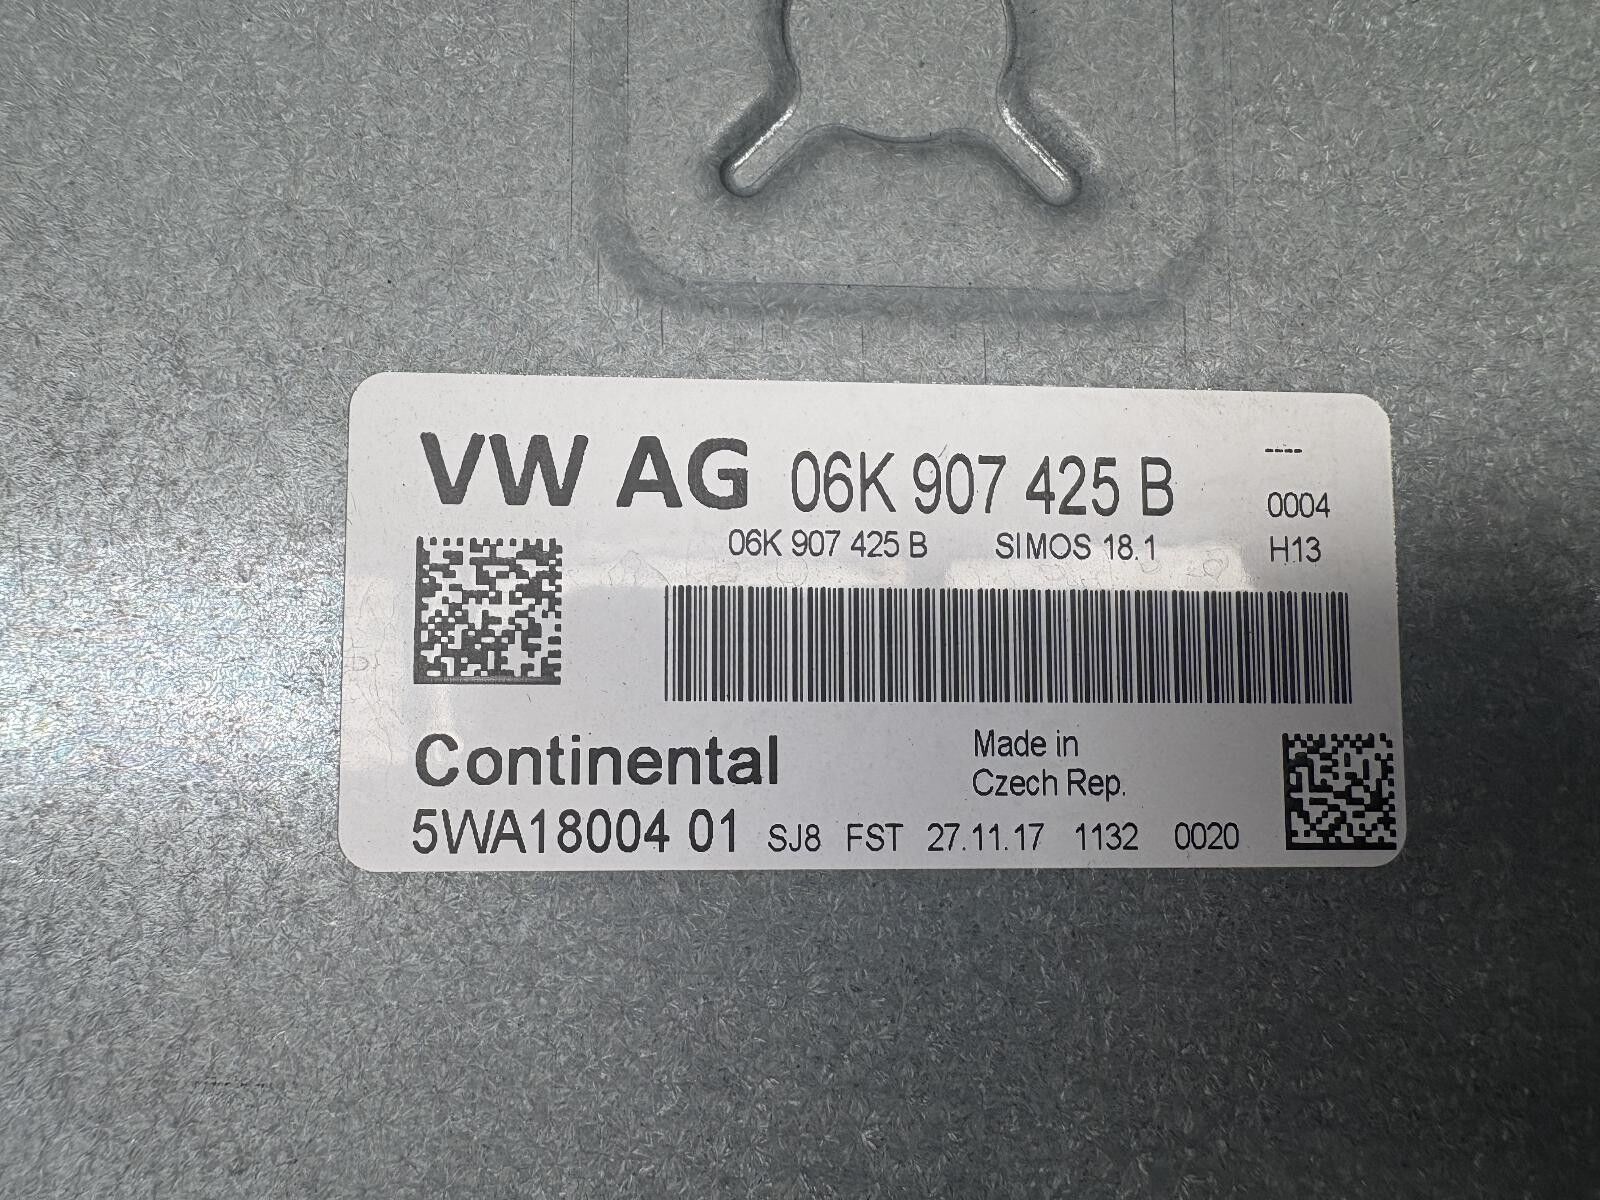 VW AG 06K 907 425 B ----
0004
06K 907 425 B SIMOS 18.1 H13
Continental
Made in
Czech Rep.
5WA18004 01 SJ8 FST 27.11.17 1132 0020